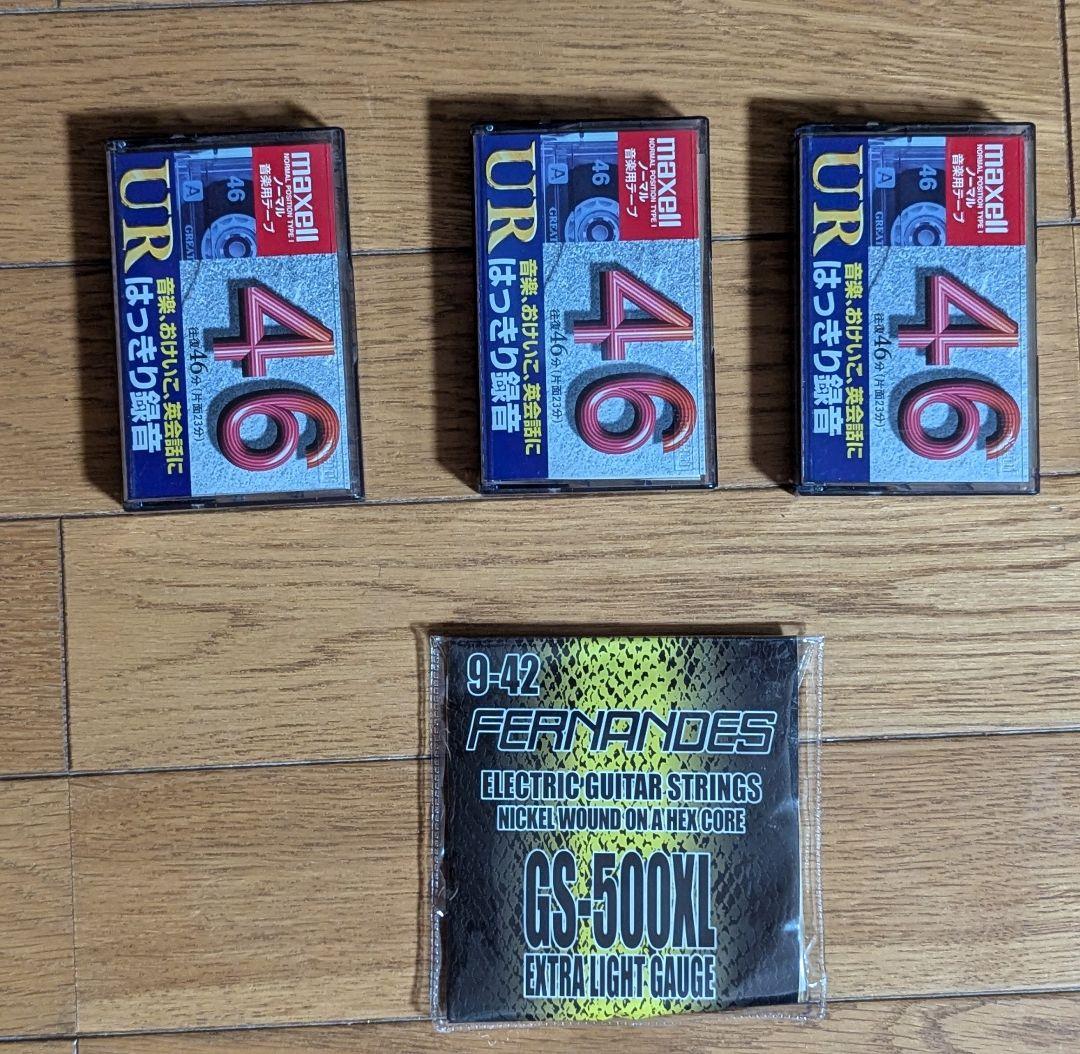 maxell
NORMAL POSITION TYPE I
ノーマル
音楽用テープ
46
A
GREAT
UR
46
往復46分(片面23分)
音楽、おけいこ、英会話に
はっきり録音
maxell
NORMAL POSITION TYPE I
ノーマル
音楽用テープ
46
A
GREAT
UR
46
往復46分(片面23分)
音楽、おけいこ、英会話に
はっきり録音
maxell
NORMAL POSITION TYPE I
ノーマル
音楽用テープ
46
A
GREAT
UR
46
往復46分(片面23分)
音楽、おけいこ、英会話に
はっきり録音
9-42
FERNANDES
ELECTRIC GUITAR STRINGS
NICKEL WOUND ON A HEX CORE
GS-500XL
EXTRA LIGHT GAUGE